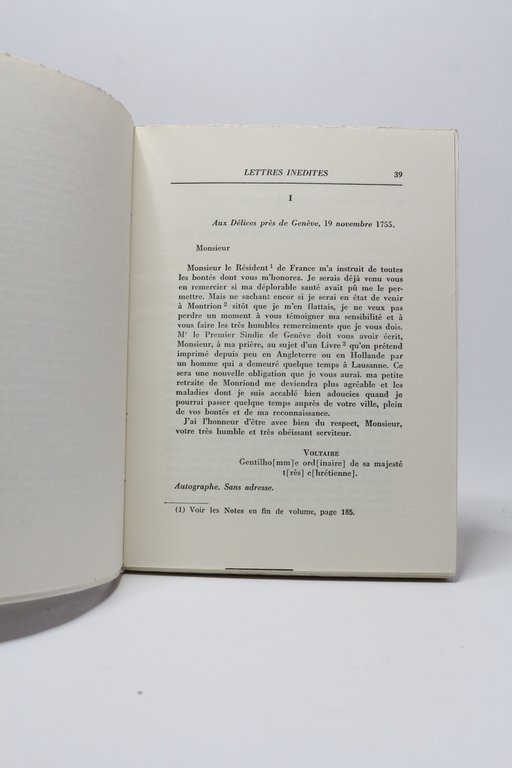 LETTRES INEDITES 39
I
Aux Délices près de Genève, 19 novembre 1755.
Monsieur
Monsieur le Résident¹ de France m'a instruit de toutes
les bontés dont vous m'honorez. Je serais déjà venu vous
en remercier si ma déplorable santé avait pû me le per-
mettre. Mais ne sachant encor si je serai en état de venir
à Montrion² sitôt que je m'en flattais, je ne veux pas
perdre un moment à vous témoigner ma sensibilité et à
vous faire les très humbles remerciments que je vous dois.
Mʳ le Premier Sindic de Genève doit vous avoir écrit,
Monsieur, à ma prière, au sujet d'un Livre³ qu'on prétend
imprimé depuis peu en Angleterre ou en Hollande par
un homme qui a demeuré quelque temps à Lausanne. Ce
sera une nouvelle obligation que je vous aurai. ma petite
retraite de Monriond me deviendra plus agréable et les
maladies dont je suis accablé bien adoucies quand je
pourrai passer quelque temps auprès de votre ville, plein
de vos bontés et de ma reconnaissance.
J'ai l'honneur d'être avec bien du respect, Monsieur,
votre très humble et très obéissant serviteur.
VOLTAIRE
Gentilho[mm]e ord[inaire] de sa majesté
t[rès] c[hrétienne].
Autographe. Sans adresse.
(1) Voir les Notes en fin de volume, page 185.